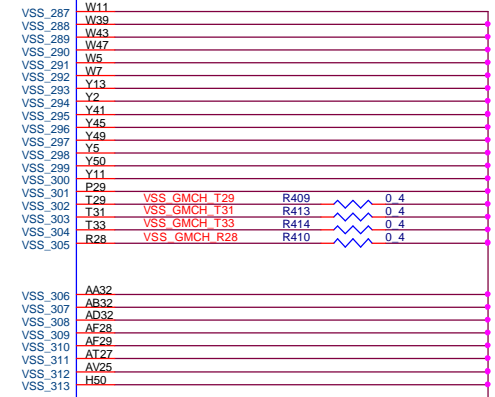 VSS_287 W11
VSS_288 W39
VSS_289 W43
VSS_290 W47
VSS_291 W5
VSS_292 W7
VSS_293 Y13
VSS_294 Y2
VSS_295 Y41
VSS_296 Y45
VSS_297 Y49
VSS_298 Y5
VSS_299 Y50
VSS_300 Y11
VSS_301 P29
VSS_302 T29 VSS_GMCH_T29 R409 0_4
VSS_303 T31 VSS_GMCH_T31 R413 0_4
VSS_304 T33 VSS_GMCH_T33 R414 0_4
VSS_305 R28 VSS_GMCH_R28 R410 0_4
VSS_306 AA32
VSS_307 AB32
VSS_308 AD32
VSS_309 AF28
VSS_310 AF29
VSS_311 AT27
VSS_312 AV25
VSS_313 H50